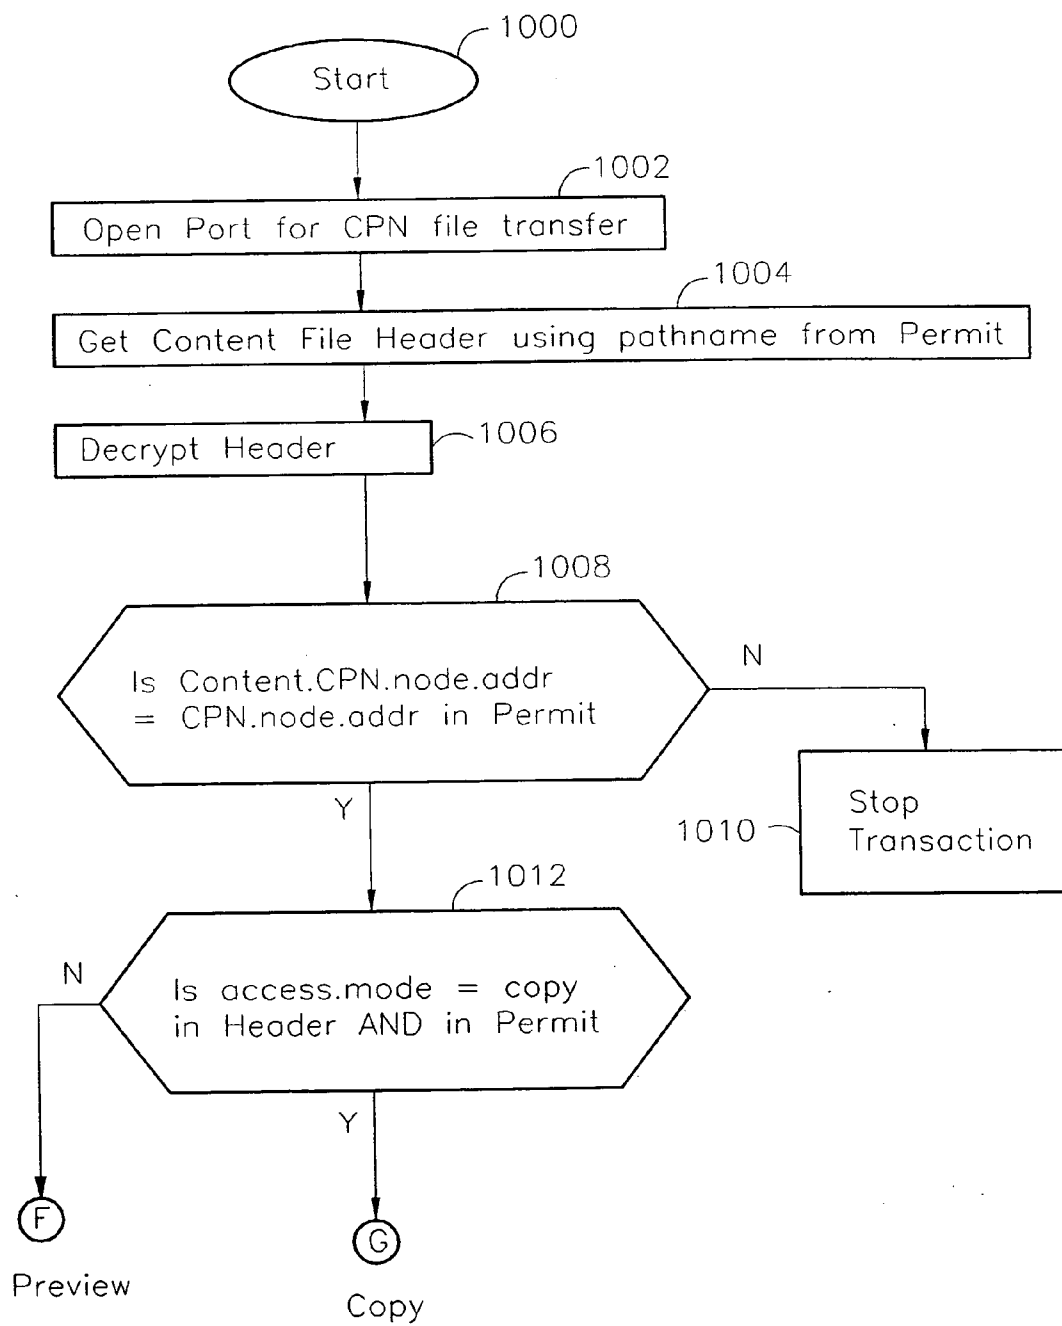 1000
Start
1002
Open Port for CPN file transfer
1004
Get Content File Header using pathname from Permit
Decrypt Header
1006
1008
Is Content.CPN.node.addr
= CPN.node.addr in Permit
N
Y
Stop
Transaction
1010
1012
Is access.mode = copy
in Header AND in Permit
N
Y
F
Preview
G
Copy